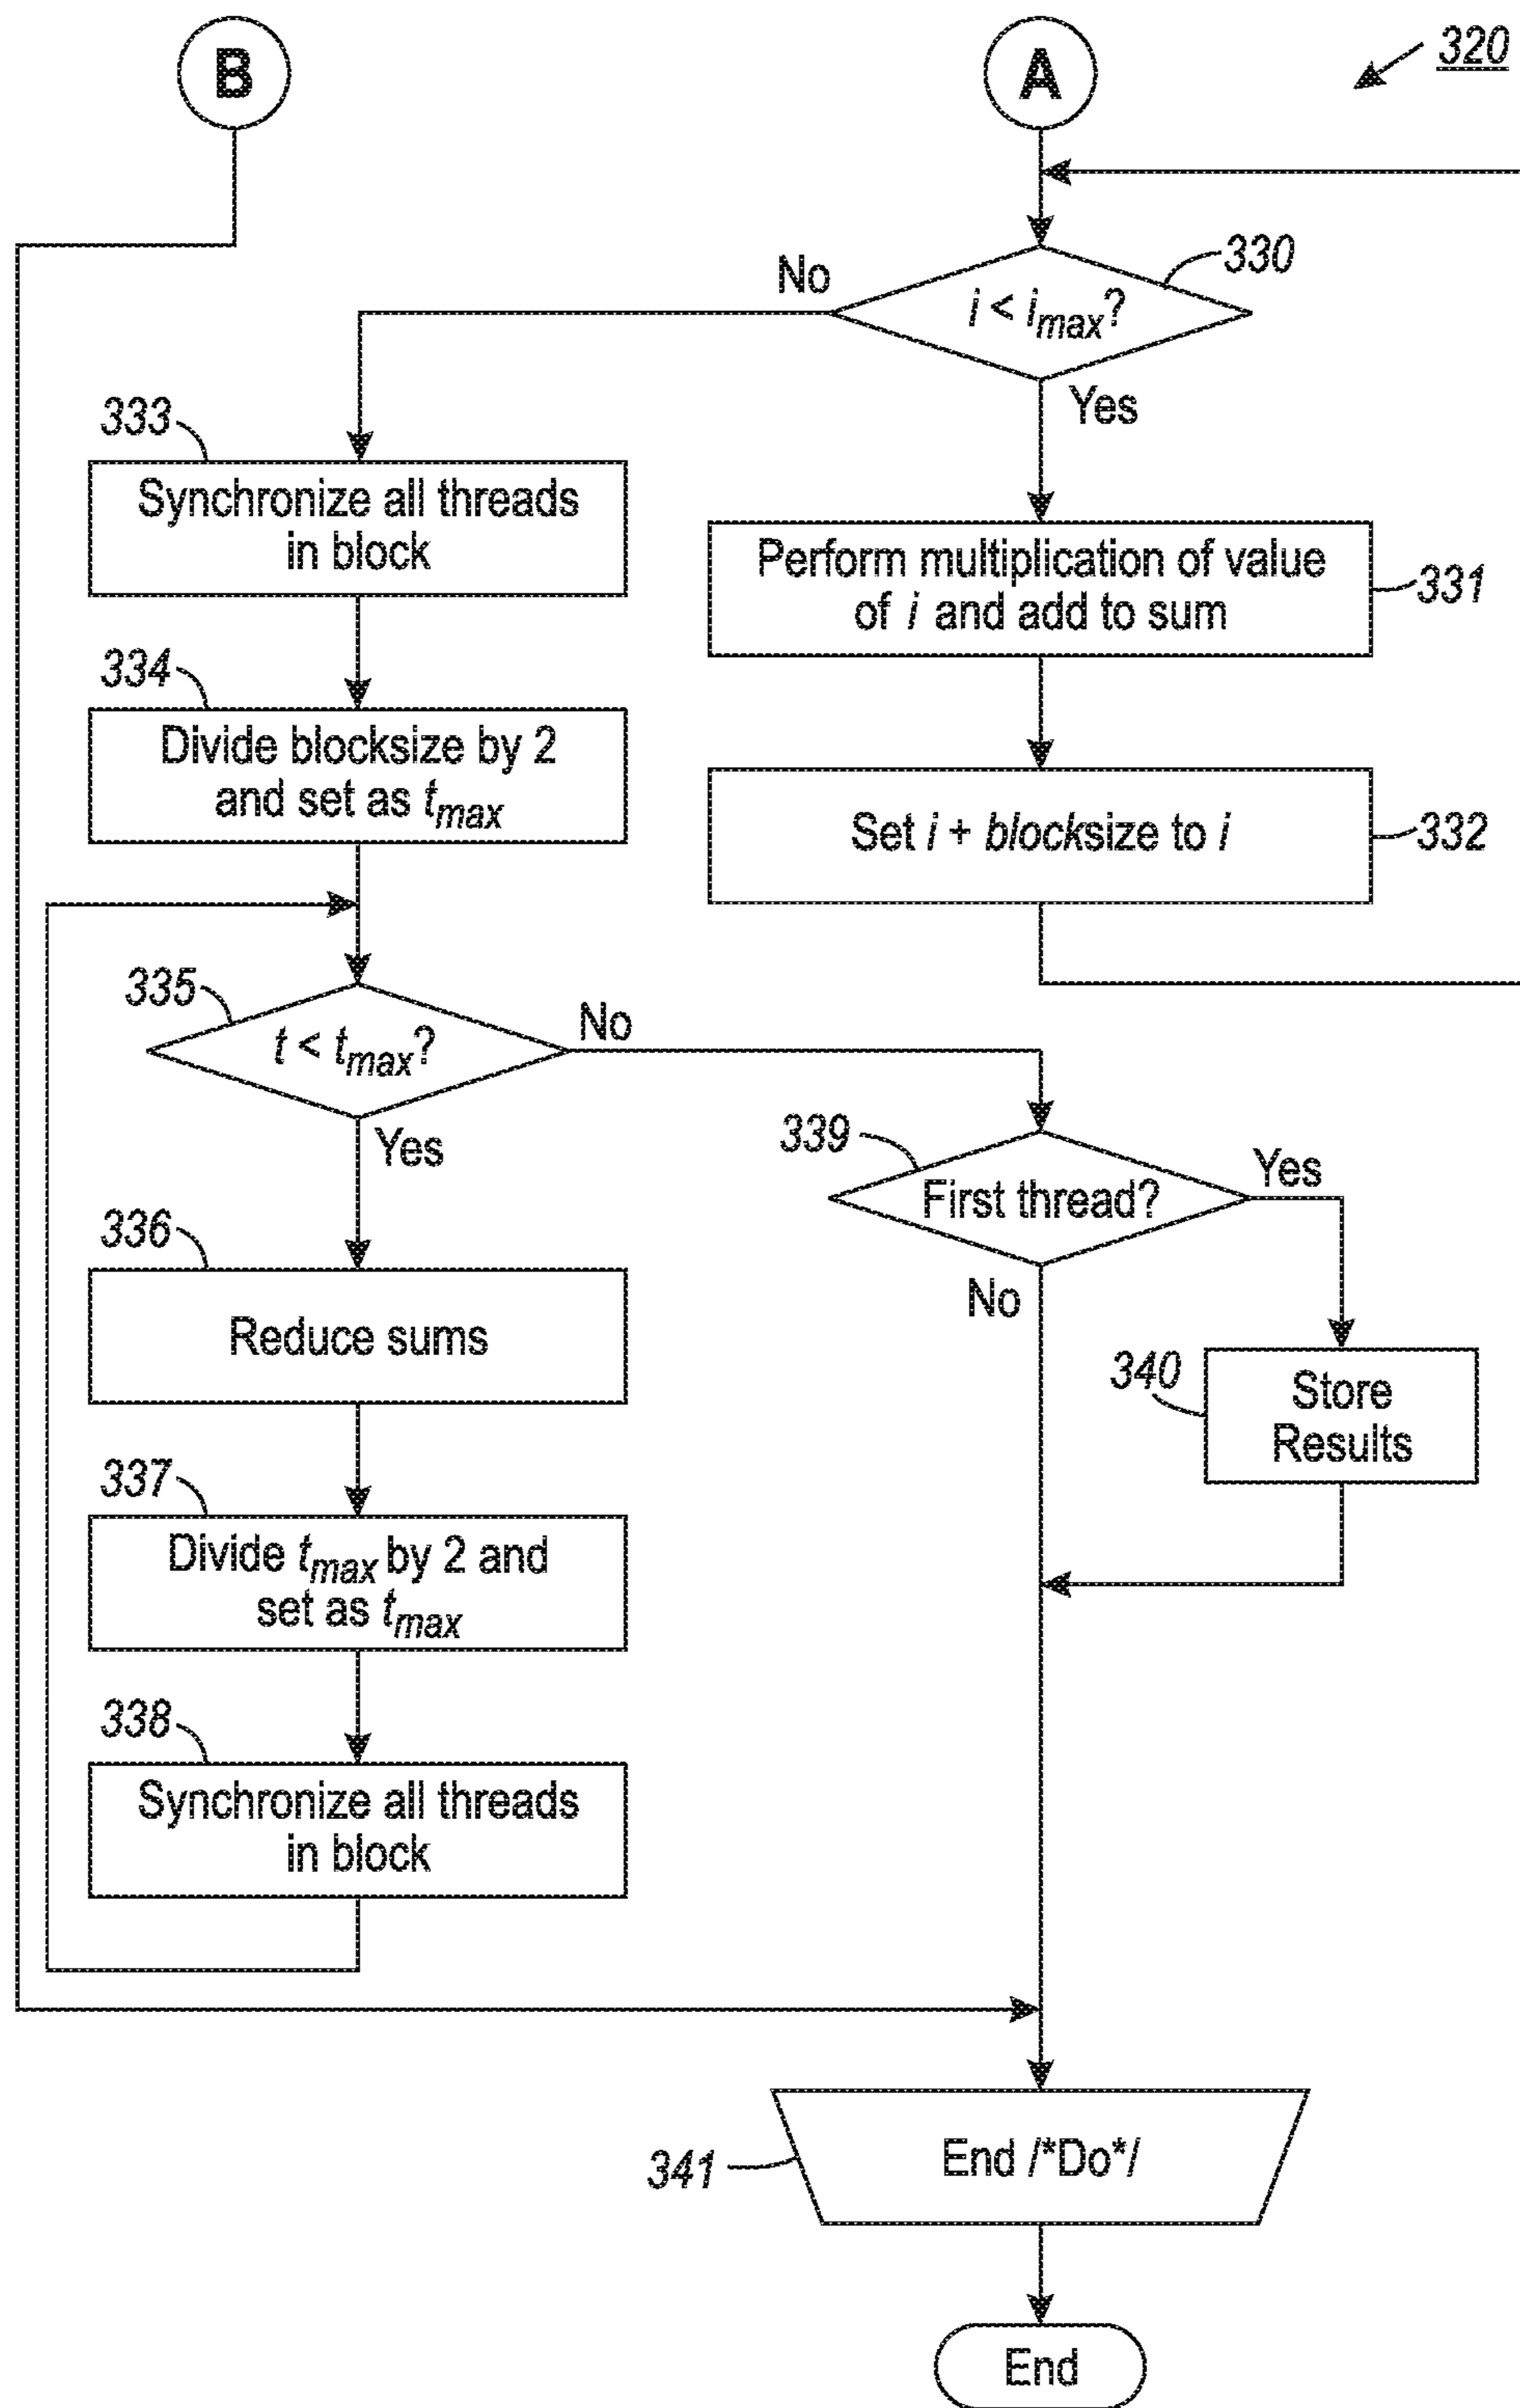 B
A
320
330
No
i < imax?
Yes
333
Synchronize all threads
in block
Perform multiplication of value
of i and add to sum
331
334
Divide blocksize by 2
and set as tmax
Set i + blocksize to i
332
335
t < tmax?
No
Yes
339
First thread?
Yes
No
336
Reduce sums
340
Store
Results
337
Divide tmax by 2 and
set as tmax
338
Synchronize all threads
in block
341
End /*Do*/
End